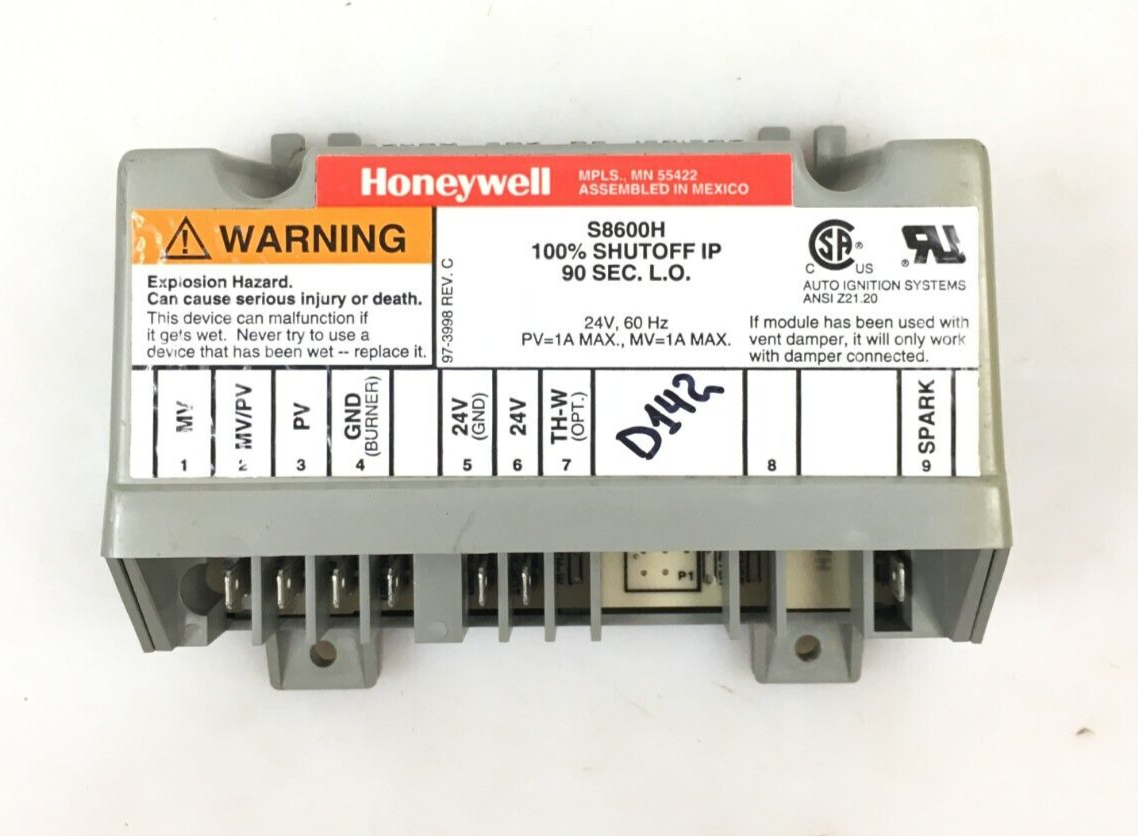 Honeywell
MPLS., MN 55422
ASSEMBLED IN MEXICO
WARNING
Explosion Hazard.
Can cause serious injury or death.
This device can malfunction if
it gets wet. Never try to use a
device that has been wet -- replace it.
97-3998 REV. C
S8600H
100% SHUTOFF IP
90 SEC. L.O.
24V, 60 Hz
PV=1A MAX., MV=1A MAX.
CSA
®
C US
RU
®
AUTO IGNITION SYSTEMS
ANSI Z21.20
If module has been used with
vent damper, it will only work
with damper connected.
MV
1
MV/PV
2
PV
3
GND
(BURNER)
4
24V
(GND)
5
24V
6
TH-W
(OPT.)
7
D142
8
SPARK
9
P1